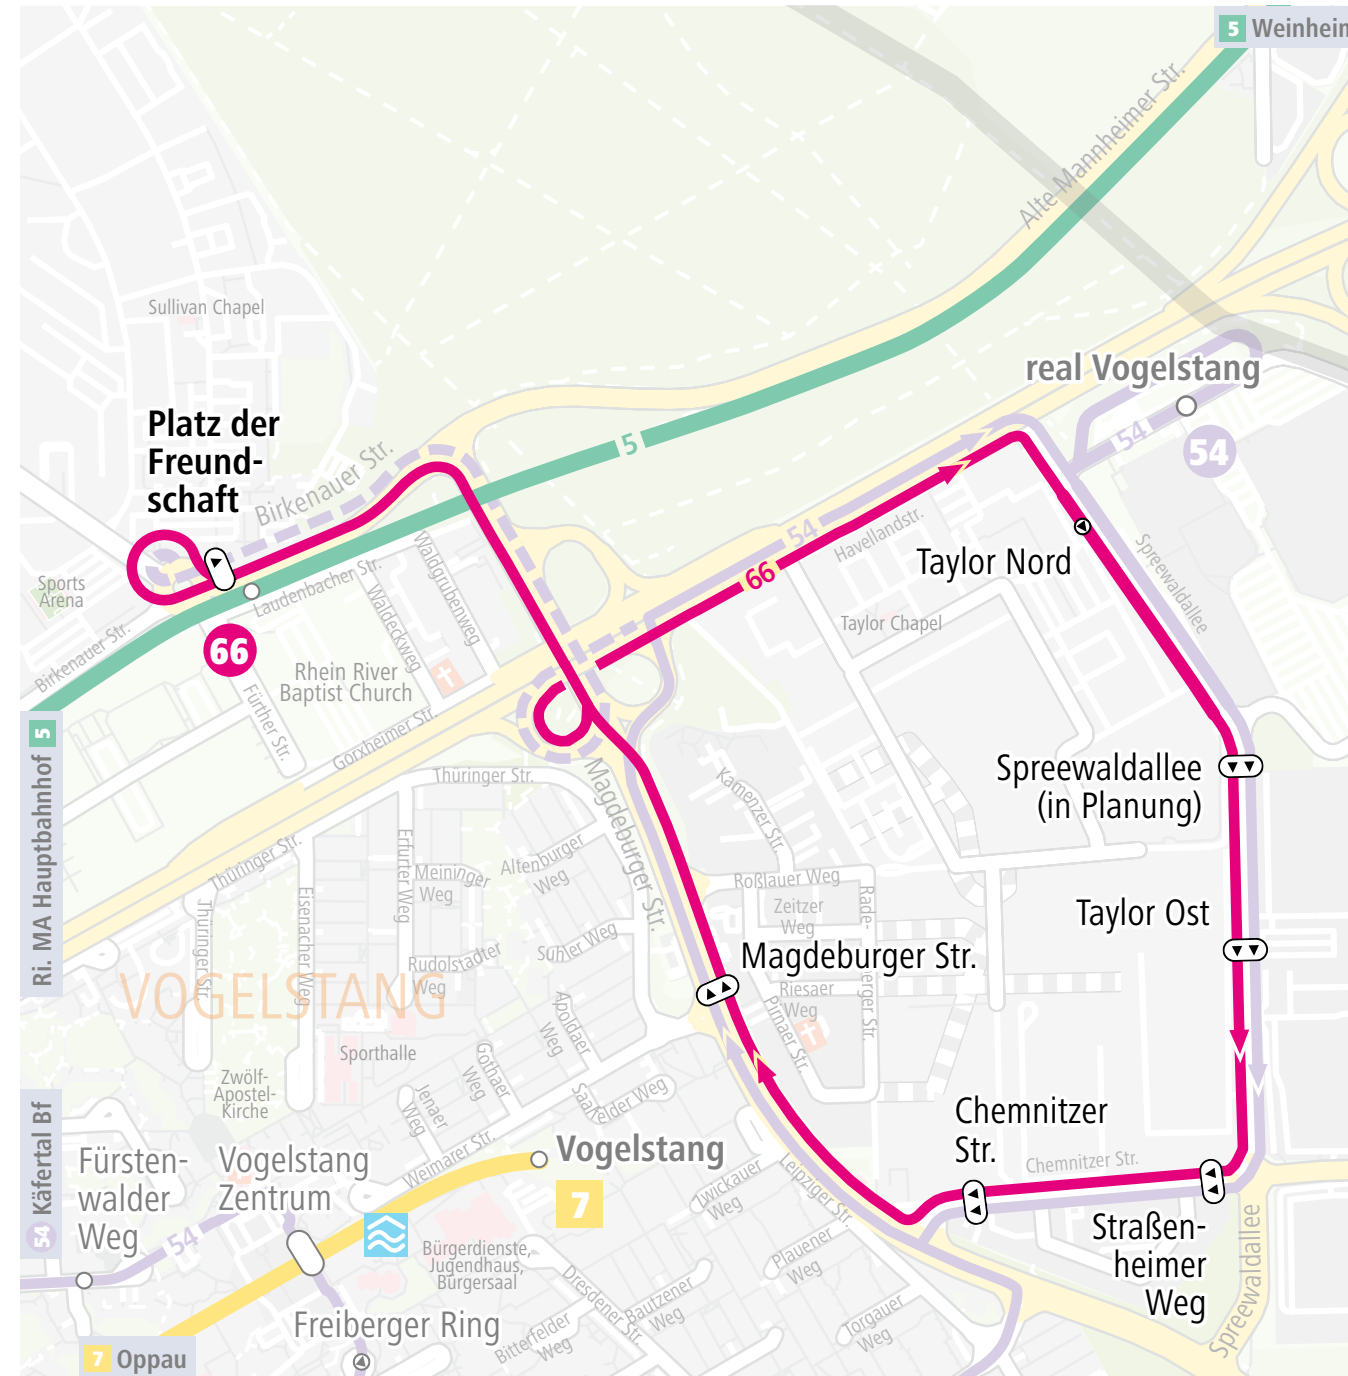 5 Weinheim
Alte Mannheimer Str.
Sullivan Chapel
real Vogelstang
54
54
Platz der
Freund-
schaft
Birkenauer Str.
5
54
Havellandstr.
66
Taylor Nord
Spreewaldallee
Sports
Arena
Laudenbacher Str.
Waldgrubenweg
Waldeckweg
Taylor Chapel
66
Birkenauer Str.
Rhein River
Baptist Church
Fürther Str.
Gorxheimer Str.
Ri. MA Hauptbahnhof 5
Thüringer Str.
Magdeburger Str.
Kamenzer Str.
Spreewaldallee
(in Planung)
Thüringer Str.
Erfurter Weg
Meininger
Weg
Altenburger
Weg
Roßlauer Weg
Zeitzer
Weg
Rade-
berger Str.
Taylor Ost
Thüringer Str.
Eisenacher Weg
Suhler Weg
Rudolstadter
Weg
Magdeburger Str.
VOGELSTANG
Riesaer
Weg
Pirnaer Str.
Apoldaer
Weg
Sporthalle
Gothaer
Weg
Zwölf-
Apostel-
Kirche
Jenaer
Weg
Saalfelder Weg
Weimarer Str.
54 Käfertal Bf
Fürsten-
walder
Weg
Vogelstang
Zentrum
Vogelstang
7
54
Chemnitzer
Str.
Chemnitzer Str.
Zwickauer
Weg
Leipziger Str.
Straßen-
heimer
Weg
Spreewaldallee
Bürgerdienste,
Jugendhaus,
Bürgersaal
Plauener
Weg
Dresdener Str.
Bautzener
Weg
Torgauer
Weg
Bitterfelder
Weg
Freiberger Ring
7 Oppau